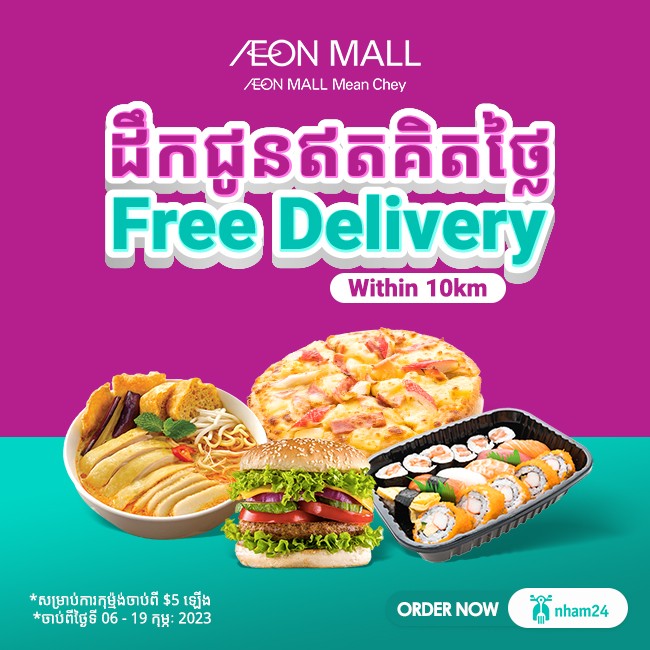 ÆON MALL
ÆON MALL Mean Chey
ដឹកជូនឥតគិតថ្លៃ
Free Delivery
Within 10km
*សម្រាប់ការកុម្ម៉ង់ចាប់ពី $5 ឡើង
*ចាប់ពីថ្ងៃទី 06 - 19 កុម្ភៈ 2023
ORDER NOW nham24